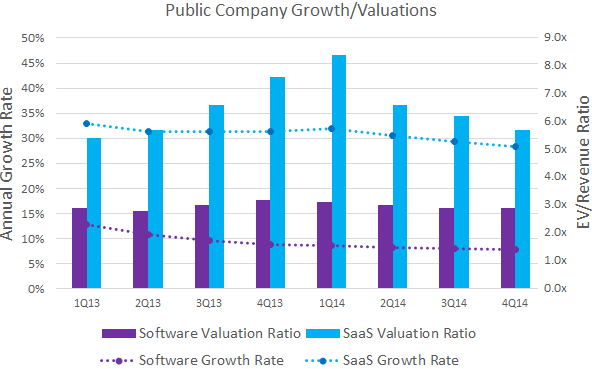 Public Company Growth/Valuations
50%
45%
40%
35%
30%
25%
20%
15%
10%
5%
0%
Annual Growth Rate
9.0x
8.0x
7.0x
6.0x
5.0x
4.0x
3.0x
2.0x
1.0x
0.0x
EV/Revenue Ratio
1Q13 2Q13 3Q13 4Q13 1Q14 2Q14 3Q14 4Q14
Software Valuation Ratio SaaS Valuation Ratio
Software Growth Rate SaaS Growth Rate